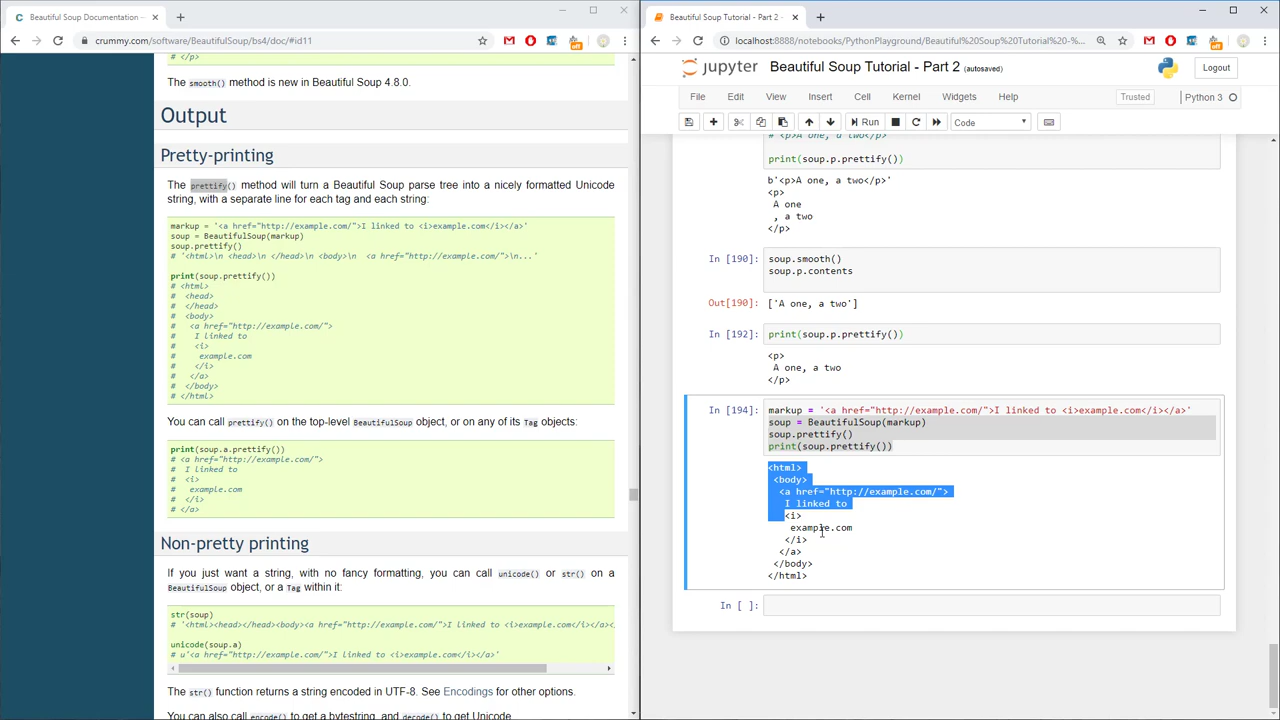 Beautiful Soup Documentation -
crummy.com/software/BeautifulSoup/bs4/doc/#id11
# </p>
The smooth() method is new in Beautiful Soup 4.8.0.
Output
Pretty-printing
The prettify() method will turn a Beautiful Soup parse tree into a nicely formatted Unicode
string, with a separate line for each tag and each string:
markup = '<a href="http://example.com/">I linked to <i>example.com</i></a>'
soup = BeautifulSoup(markup)
soup.prettify()
# '<html>\n <head>\n </head>\n <body>\n  <a href="http://example.com/">\n...'
print(soup.prettify())
# <html>
#  <head>
#  </head>
#  <body>
#   <a href="http://example.com/">
#    I linked to
#    <i>
#     example.com
#    </i>
#   </a>
#  </body>
# </html>
You can call prettify() on the top-level BeautifulSoup object, or on any of its Tag objects:
print(soup.a.prettify())
# <a href="http://example.com/">
#  I linked to
#  <i>
#   example.com
#  </i>
# </a>
Non-pretty printing
If you just want a string, with no fancy formatting, you can call unicode() or str() on a
BeautifulSoup object, or a Tag within it:
str(soup)
# '<html><head></head><body><a href="http://example.com/">I linked to <i>example.com</i></a>
unicode(soup.a)
# u'<a href="http://example.com/">I linked to <i>example.com</i></a>'
The str() function returns a string encoded in UTF-8. See Encodings for other options.
You can also call encode() to get a bytestring, and decode() to get Unicode.
Beautiful Soup Tutorial - Part 2 -
localhost:8888/notebooks/PythonPlayground/Beautiful%20Soup%20Tutorial%20-%...
jupyter Beautiful Soup Tutorial - Part 2 (autosaved)
Logout
File Edit View Insert Cell Kernel Widgets Help
Trusted
Python 3
Run
Code
# <p>A one, a two</p>
print(soup.p.prettify())
b'<p>A one, a two</p>'
<p>
A one
, a two
</p>
In [190]: soup.smooth()
soup.p.contents
Out[190]: ['A one, a two']
In [192]: print(soup.p.prettify())
<p>
A one, a two
</p>
In [194]: markup = '<a href="http://example.com/">I linked to <i>example.com</i></a>'
soup = BeautifulSoup(markup)
soup.prettify()
print(soup.prettify())
<html>
<body>
<a href="http://example.com/">
I linked to
<i>
example.com
</i>
</a>
</body>
</html>
In [ ]: